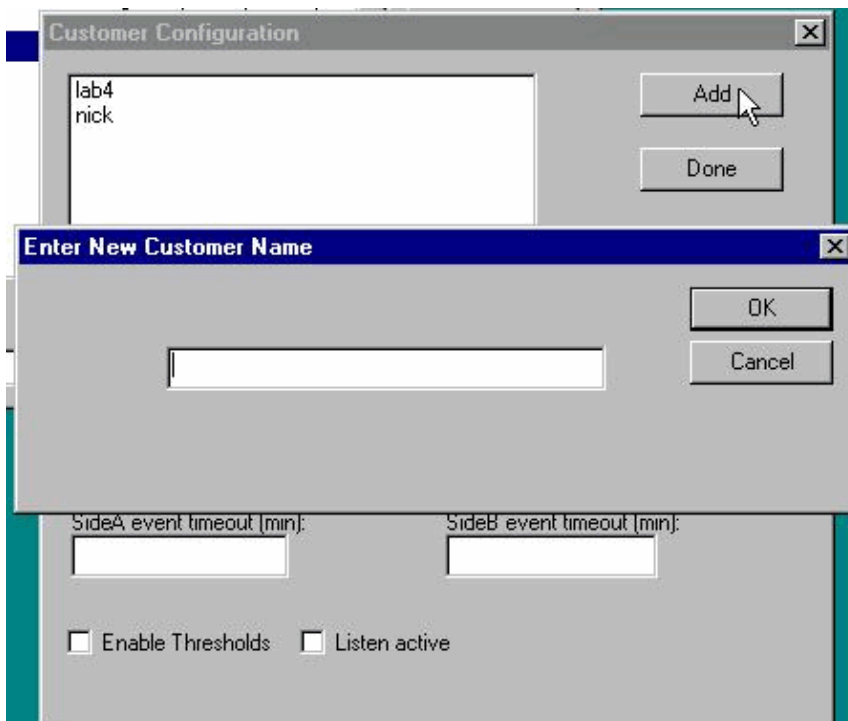 Customer Configuration
lab4
nick
Add
Done
Enter New Customer Name
OK
Cancel
SideA event timeout (min):
SideB event timeout (min):
Enable Thresholds
Listen active